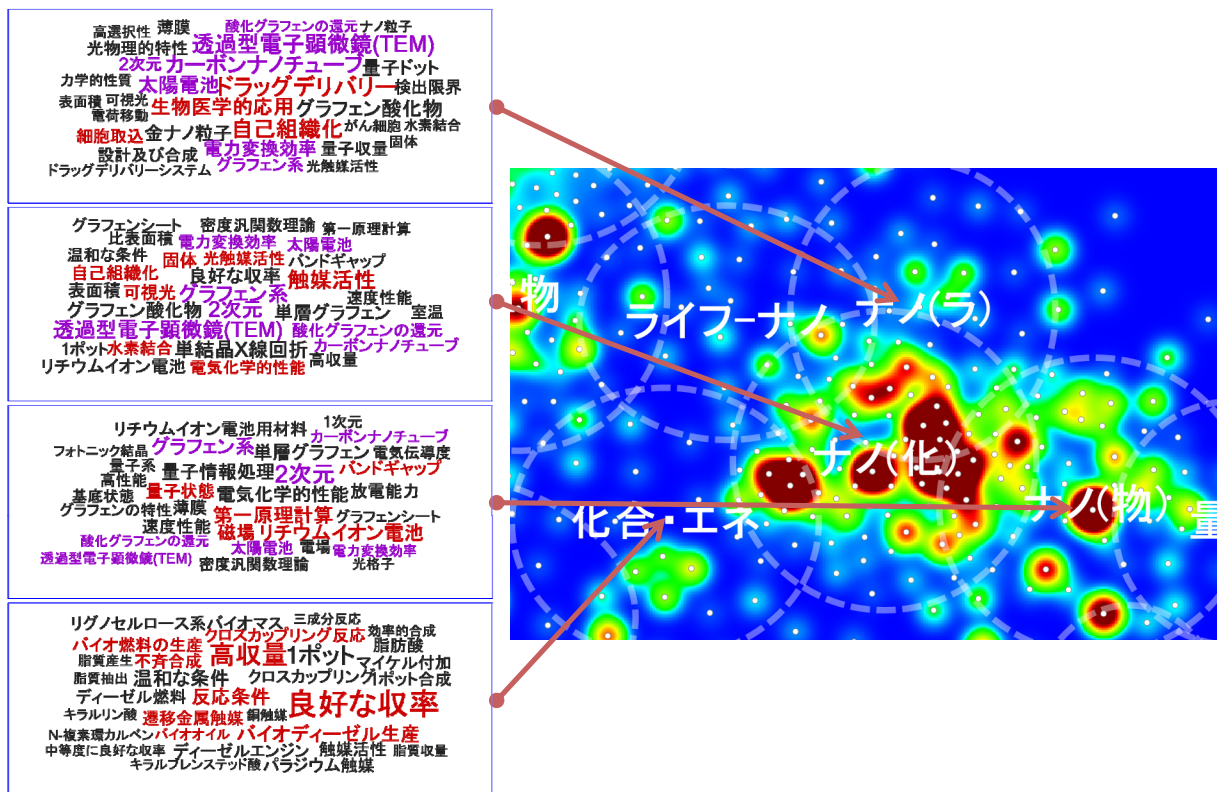 高選択性 薄膜 酸化グラフェンの還元 ナノ粒子
光物理的特性 透過型電子顕微鏡(TEM)
2次元 カーボンナノチューブ 量子ドット
力学的性質 太陽電池 ドラッグデリバリー 検出限界
表面積 可視光 生物医学的応用 グラフェン酸化物
電荷移動
細胞取込 金ナノ粒子 自己組織化 がん細胞 水素結合
設計及び合成 電力変換効率 量子収量 固体
ドラッグデリバリーシステム グラフェン系 光触媒活性
グラフェンシート 密度汎関数理論 第一原理計算
比表面積 電力変換効率 太陽電池
温和な条件 固体 光触媒活性 バンドギャップ
自己組織化 良好な収率 触媒活性
表面積 可視光 グラフェン系 速度性能
グラフェン酸化物 2次元 単層グラフェン 室温
透過型電子顕微鏡(TEM) 酸化グラフェンの還元
1ポット 水素結合 単結晶X線回折 カーボンナノチューブ
リチウムイオン電池 電気化学的性能 高収量
リチウムイオン電池用材料 1次元
フォトニック結晶 グラフェン系 単層グラフェン カーボンナノチューブ 電気伝導度
量子系 量子情報処理 2次元 バンドギャップ
高性能
基底状態 量子状態 電気化学的性能 放電能力
グラフェンの特性 薄膜 第一原理計算 グラフェンシート
速度性能 磁場 リチウムイオン電池
酸化グラフェンの還元 太陽電池 電場 電力変換効率
透過型電子顕微鏡(TEM) 密度汎関数理論 光格子
リグノセルロース系バイオマス 三成分反応
バイオ燃料の生産 クロスカップリング反応 効率的合成
脂質産生 不斉合成 高収量 1ポット マイケル付加 脂肪酸
脂質抽出 温和な条件 クロスカップリング 1ポット合成
ディーゼル燃料 反応条件 良好な収率
キラルリン酸 遷移金属触媒 銅触媒
N-複素環カルベン バイオオイル バイオディーゼル生産
中等度に良好な収率 ディーゼルエンジン 触媒活性 脂質収量
キラルブレンステッド酸 パラジウム触媒
物 ライフーナノ ナノ(ラ)
ナノ(化)
化合・エネ ナノ(物) 量